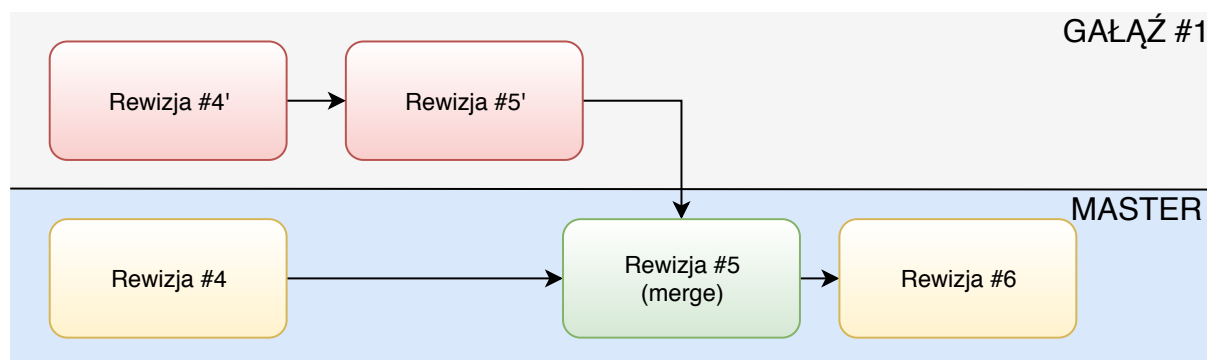 GAŁĄŹ #1
Rewizja #4'
Rewizja #5'
MASTER
Rewizja #4
Rewizja #5
(merge)
Rewizja #6